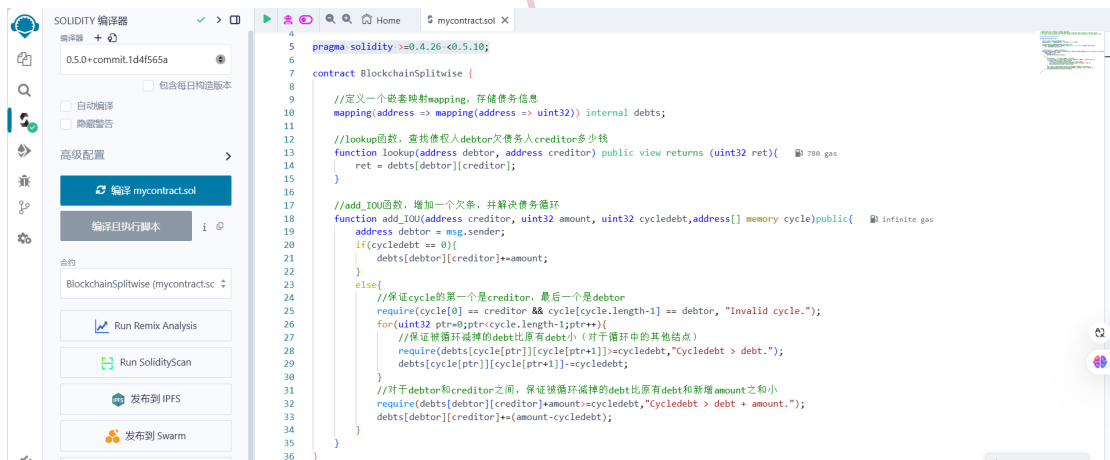 SOLIDITY 编译器
编译器
0.5.0+commit.1d4f565a
包含每日构造版本
自动编译
隐藏警告
高级配置
编译 mycontract.sol
编译且执行脚本
i
合约
BlockchainSplitwise (mycontract.sc
Run Remix Analysis
Run SolidityScan
IPFS
发布到 IPFS
发布到 Swarm
Home
mycontract.sol
4
5 pragma solidity >=0.4.26 <0.5.10;
6
7 contract BlockchainSplitwise {
8
9 //定义一个嵌套映射mapping，存储债务信息
10 mapping(address => mapping(address => uint32)) internal debts;
11
12 //lookup函数，查找债权人debtor欠债务人creditor多少钱
13 function lookup(address debtor, address creditor) public view returns (uint32 ret){ 780 gas
14 ret = debts[debtor][creditor];
15 }
16
17 //add_IOU函数，增加一个欠条，并解决债务循环
18 function add_IOU(address creditor, uint32 amount, uint32 cycledebt,address[] memory cycle)public{ infinite gas
19 address debtor = msg.sender;
20 if(cycledebt == 0){
21 debts[debtor][creditor]+=amount;
22 }
23 else{
24 //保证cycle的第一个是creditor，最后一个是debtor
25 require(cycle[0] == creditor && cycle[cycle.length-1] == debtor, "Invalid cycle.");
26 for(uint32 ptr=0;ptr<cycle.length-1;ptr++){
27 //保证被循环减掉的debt比原有debt小（对于循环中的其他结点）
28 require(debts[cycle[ptr]][cycle[ptr+1]]>=cycledebt,"Cycledebt > debt.");
29 debts[cycle[ptr]][cycle[ptr+1]]-=cycledebt;
30 }
31 //对于debtor和creditor之间，保证被循环减掉的debt比原有debt和新增amount之和小
32 require(debts[debtor][creditor]+amount>=cycledebt,"Cycledebt > debt + amount.");
33 debts[debtor][creditor]+=(amount-cycledebt);
34 }
35 }
36 }